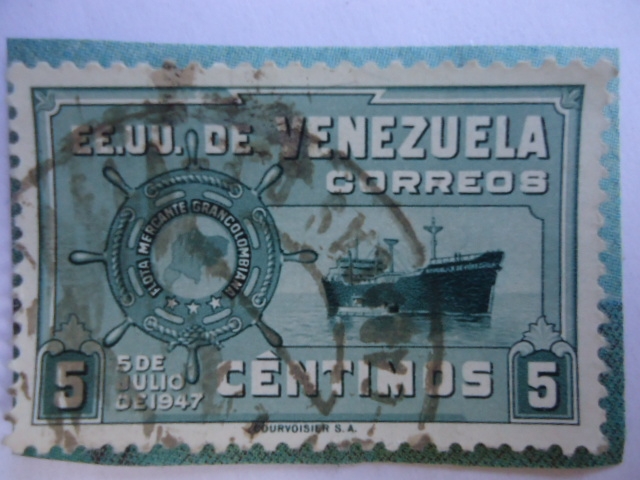 EE.UU. DE VENEZUELA
CORREOS
FLOTA MERCANTE GRANCOLOMBIANA
5 DE
JULIO
DE 1947
5 CÉNTIMOS 5
COURVOISIER S.A.